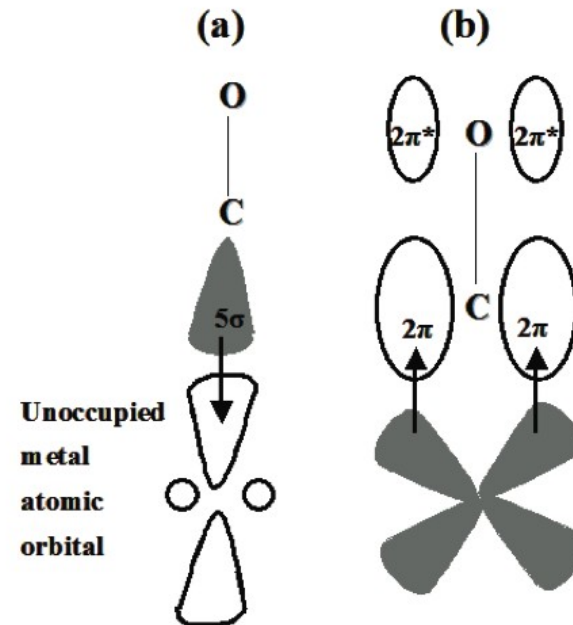 (a)
O
C
5σ
Unoccupied
metal
atomic
orbital
(b)
2π* O 2π*
C
2π 2π